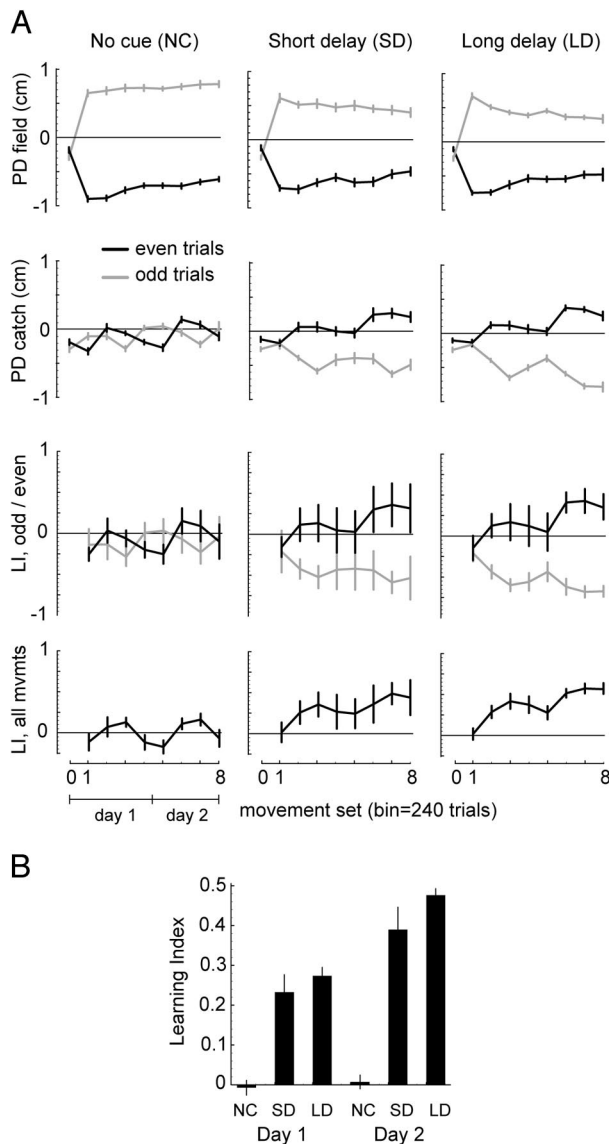 A
No cue (NC) Short delay (SD) Long delay (LD)
PD field (cm)
1
0
-1
PD catch (cm)
1
0
-1
even trials
odd trials
LI, odd / even
1
0
-1
LI, all mvmts
1
0
0 1 8 0 1 8 0 1 8
day 1 day 2
movement set (bin=240 trials)
B
Learning Index
0.5
0.4
0.3
0.2
0.1
0
NC SD LD NC SD LD
Day 1 Day 2